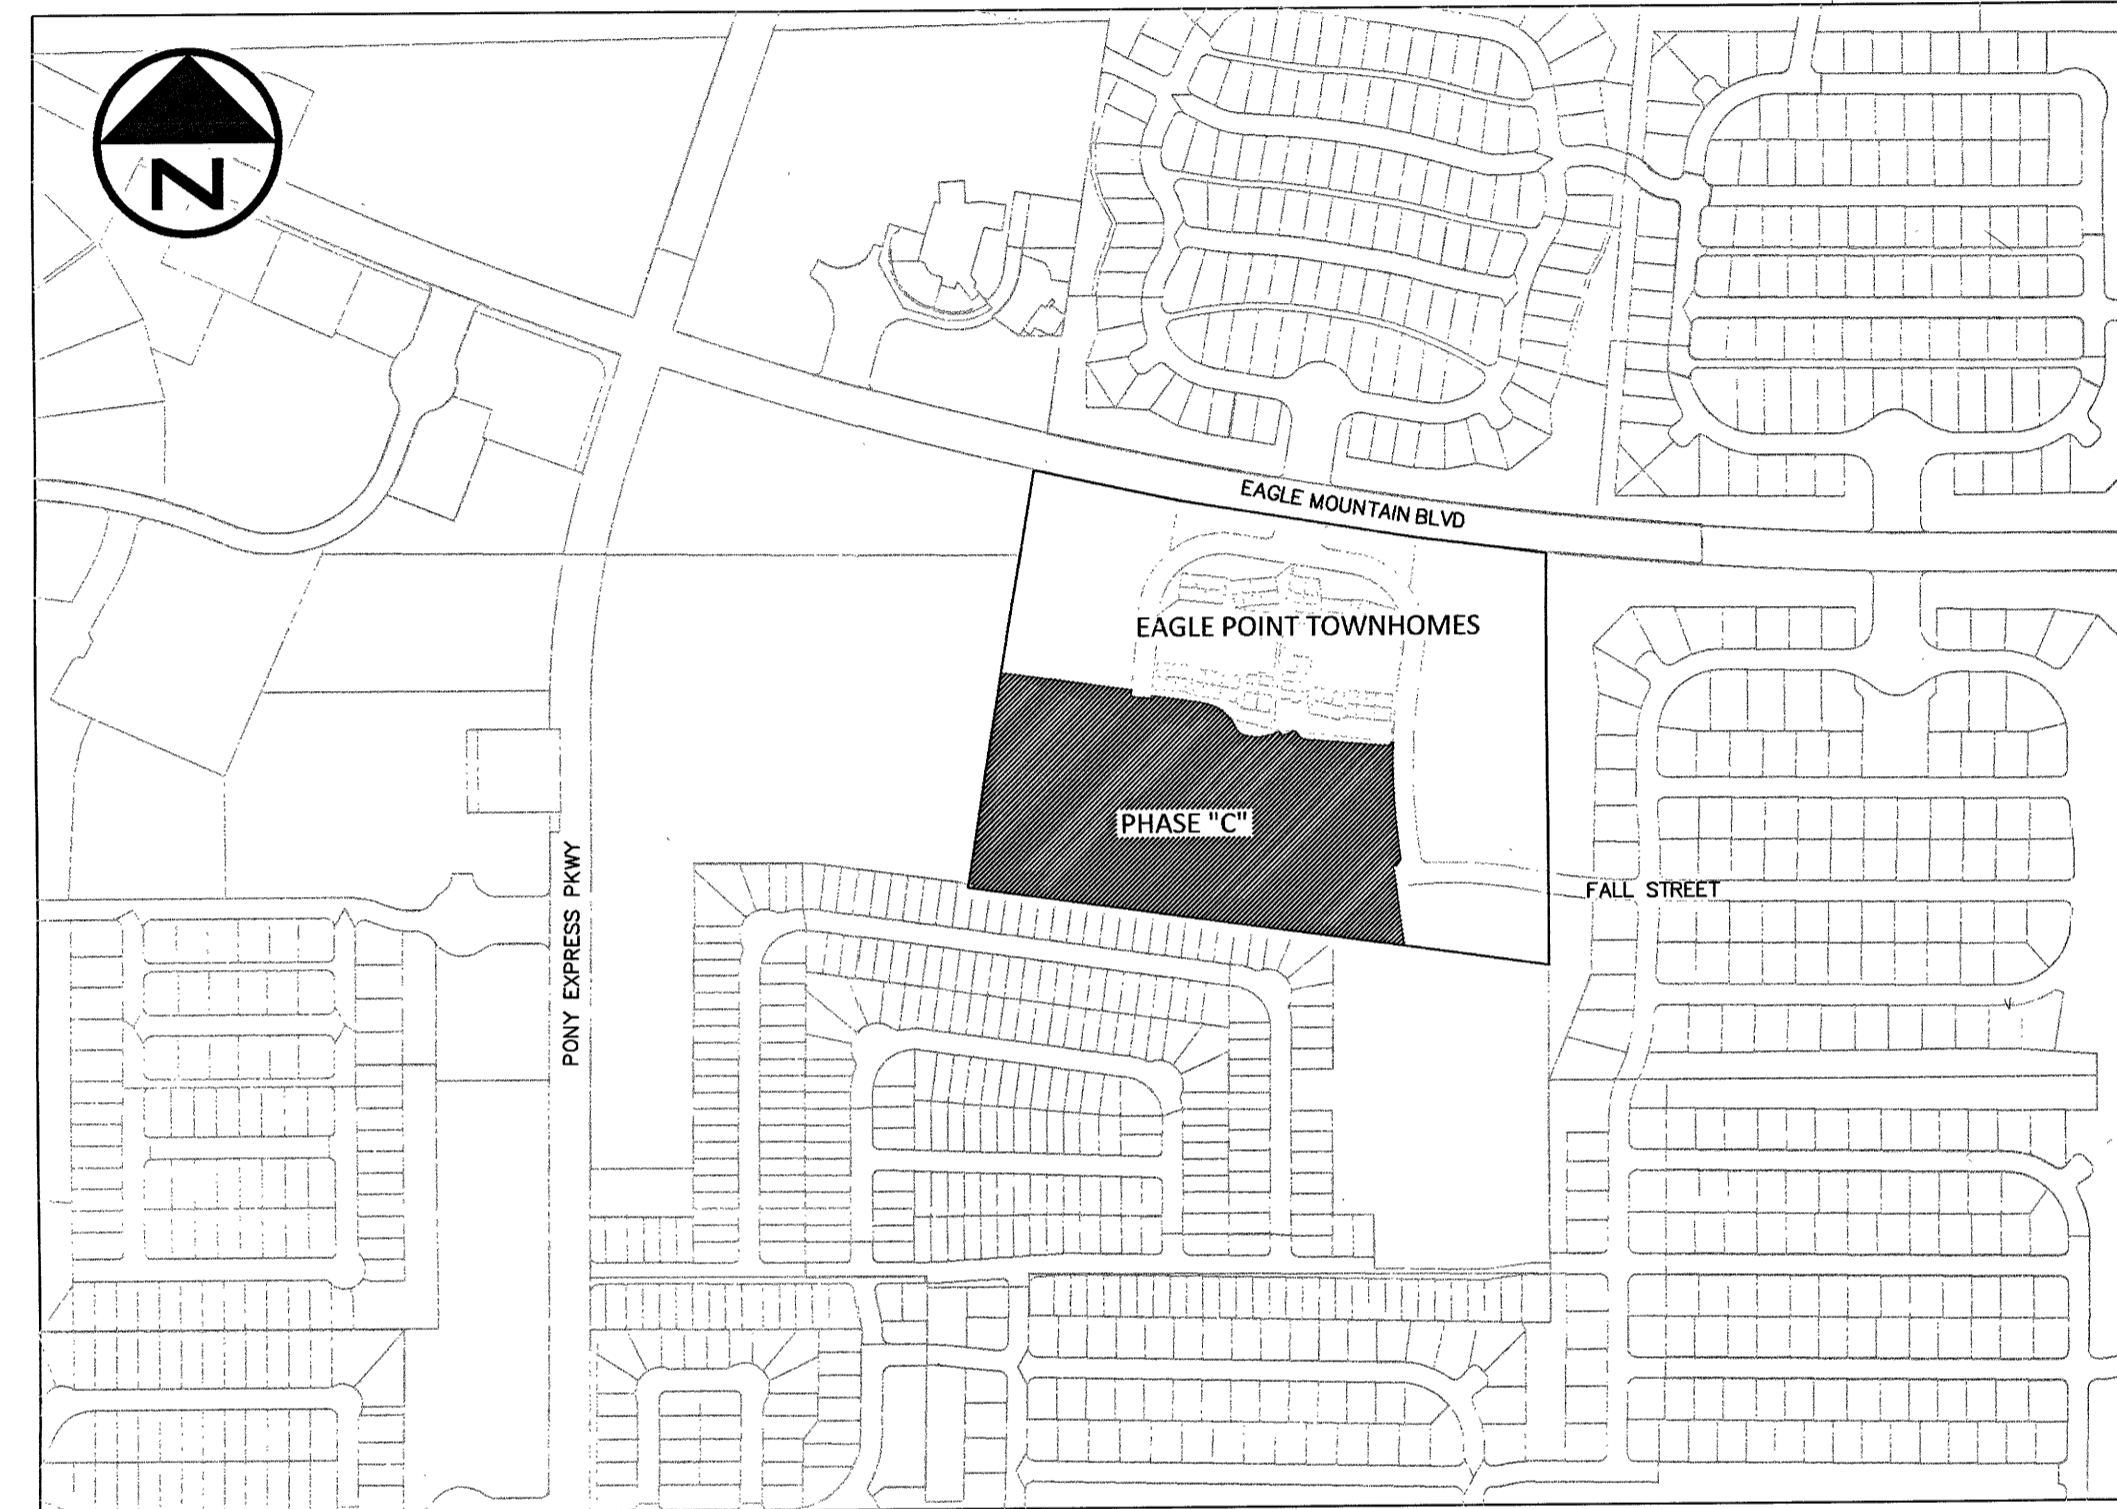 N
EAGLE MOUNTAIN BLVD
EAGLE POINT TOWNHOMES
PHASE "C"
FALL STREET
PONY EXPRESS PKWY